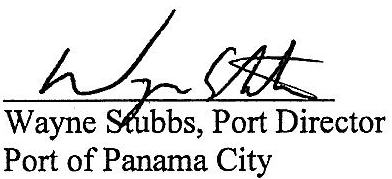 Wayne Stubbs, Port Director
Port of Panama City